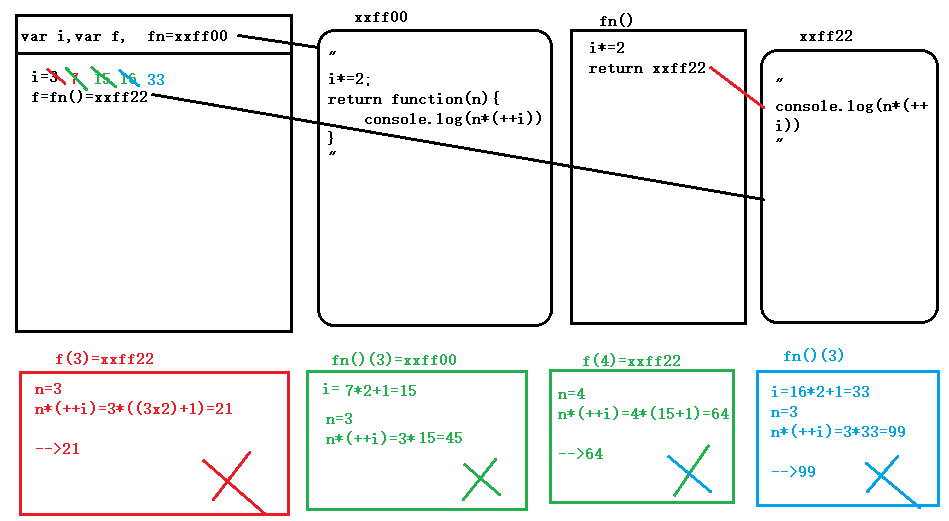 xxff00
fn()
xxff22
var i,var f, fn=xxff00
i=3 7 15 16 33
f=fn()=xxff22
"
i*=2;
return function(n){
console.log(n*(++i))
}
"
i*=2
return xxff22
"
console.log(n*(++
i))
"
f(3)=xxff22
n=3
n*(++i)=3*((3x2)+1)=21
-->21
fn()(3)=xxff00
i= 7*2+1=15
n=3
n*(++i)=3*15=45
f(4)=xxff22
n=4
n*(++i)=4*(15+1)=64
-->64
fn()(3)
i=16*2+1=33
n=3
n*(++i)=3*33=99
-->99